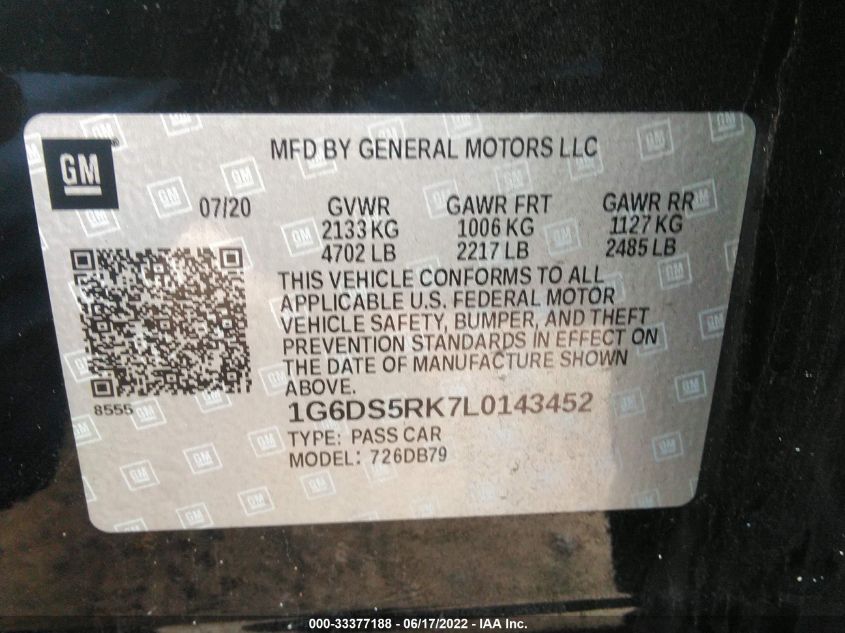 GM
MFD BY GENERAL MOTORS LLC
07/20 GVWR GAWR FRT GAWR RR
2133 KG 1006 KG 1127 KG
4702 LB 2217 LB 2485 LB
THIS VEHICLE CONFORMS TO ALL
APPLICABLE U.S. FEDERAL MOTOR
VEHICLE SAFETY, BUMPER, AND THEFT
PREVENTION STANDARDS IN EFFECT ON
THE DATE OF MANUFACTURE SHOWN
ABOVE.
8555
1G6DS5RK7L0143452
TYPE: PASS CAR
MODEL: 726DB79
000-33377188 - 06/17/2022 - IAA Inc.